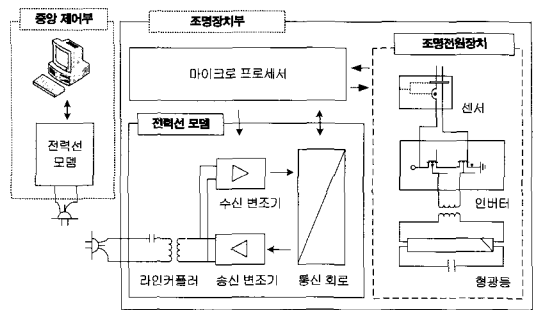 중앙 제어부
전력선
모뎀
조명장치부
마이크로 프로세서
전력선 모뎀
수신 변조기
라인커플러
송신 변조기
통신 회로
조명전원장치
센서
인버터
형광등